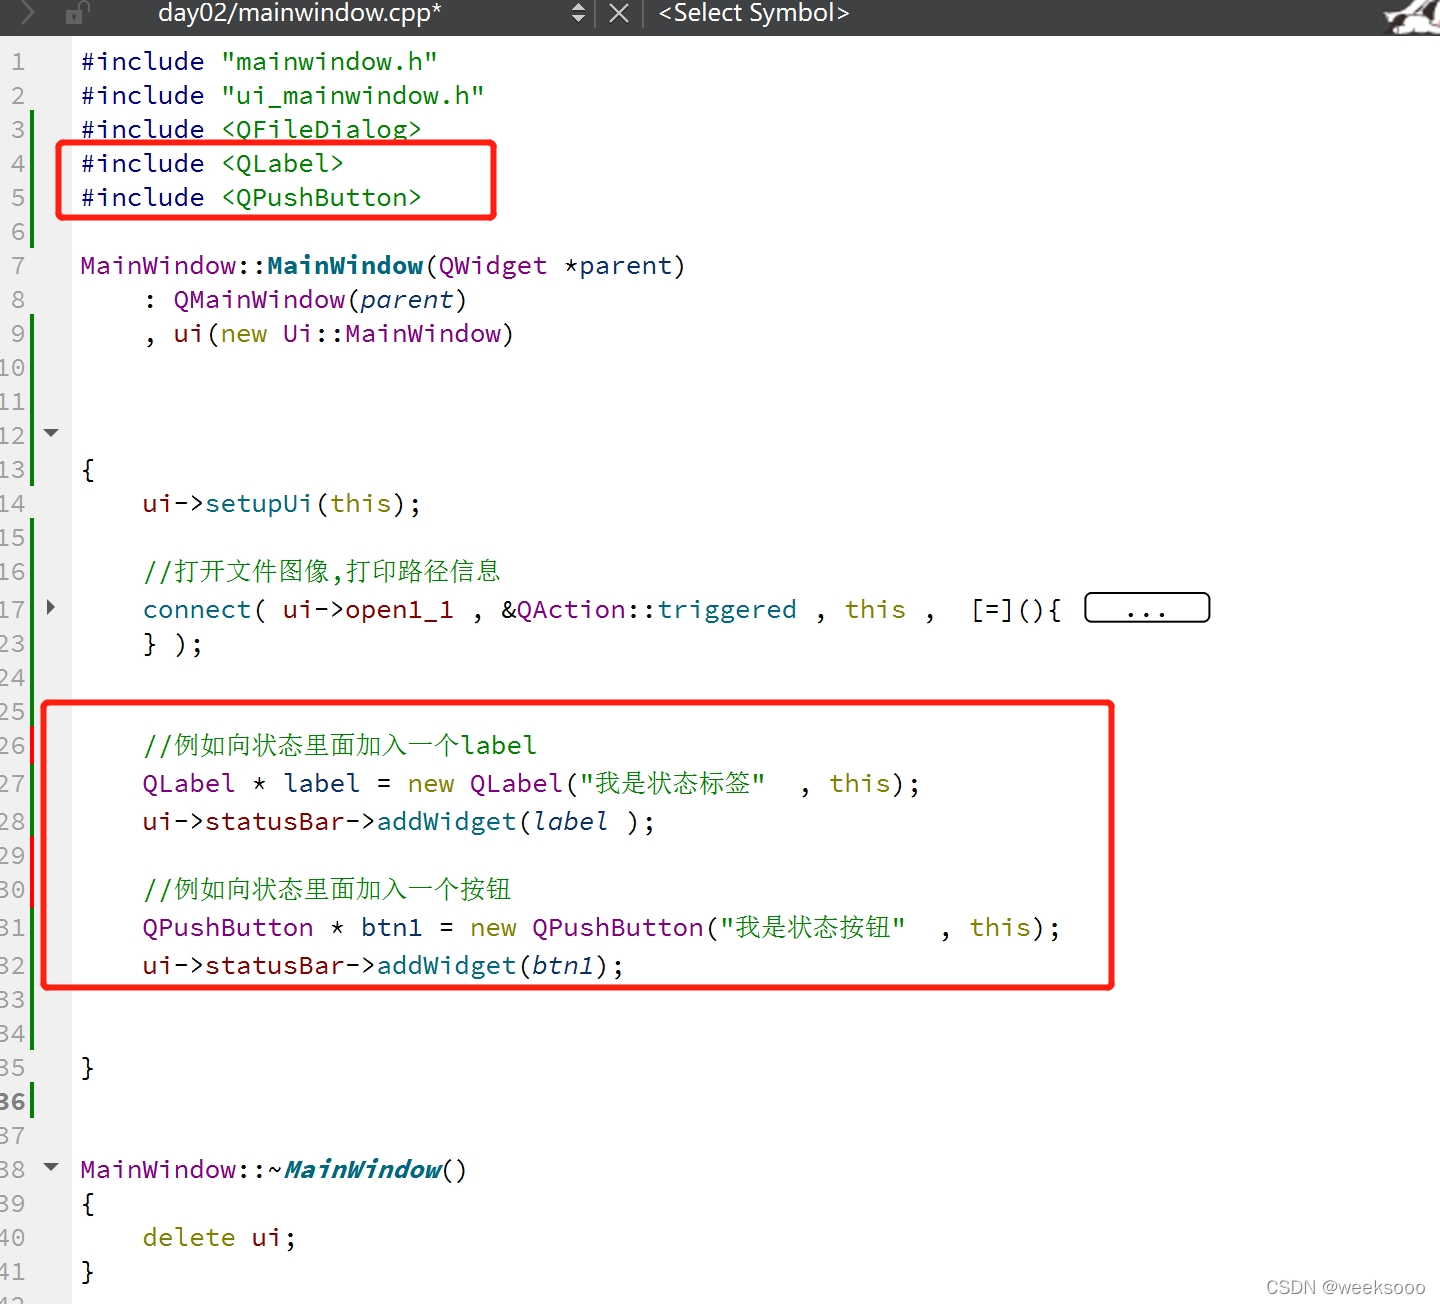 day02/mainwindow.cpp* <Select Symbol>
1 #include "mainwindow.h"
2 #include "ui_mainwindow.h"
3 #include <QFileDialog>
4 #include <QLabel>
5 #include <QPushButton>
6
7 MainWindow::MainWindow(QWidget *parent)
8 : QMainWindow(parent)
9 , ui(new Ui::MainWindow)
10
11
12
13 {
14 ui->setupUi(this);
15
16 //打开文件图像,打印路径信息
17 connect( ui->open1_1 , &QAction::triggered , this , [=](){ ...
23 } );
24
25
26 //例如向状态里面加入一个label
27 QLabel * label = new QLabel("我是状态标签" , this);
28 ui->statusBar->addWidget(label );
29
30 //例如向状态里面加入一个按钮
31 QPushButton * btn1 = new QPushButton("我是状态按钮" , this);
32 ui->statusBar->addWidget(btn1);
33
34
35 }
36
37
38 MainWindow::~MainWindow()
39 {
40 delete ui;
41 }
CSDN @weeksooo